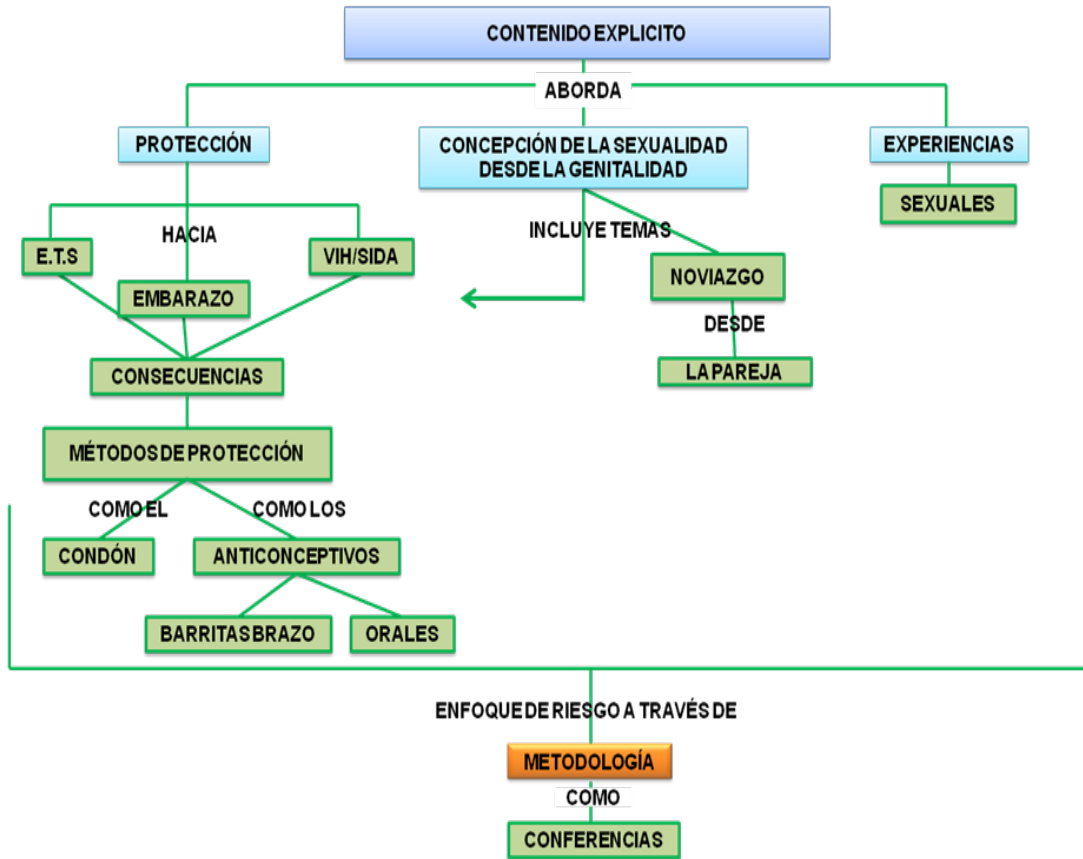 CONTENIDO EXPLICITO
ABORDA
PROTECCIÓN
CONCEPCIÓN DE LA SEXUALIDAD
DESDE LA GENITALIDAD
EXPERIENCIAS
SEXUALES
HACIA
E.T.S
VIH/SIDA
EMBARAZO
INCLUYE TEMAS
NOVIAZGO
DESDE
LA PAREJA
CONSECUENCIAS
MÉTODOS DE PROTECCIÓN
COMO EL
COMO LOS
CONDÓN
ANTICONCEPTIVOS
BARRITAS BRAZO
ORALES
ENFOQUE DE RIESGO A TRAVÉS DE
METODOLOGÍA
COMO
CONFERENCIAS